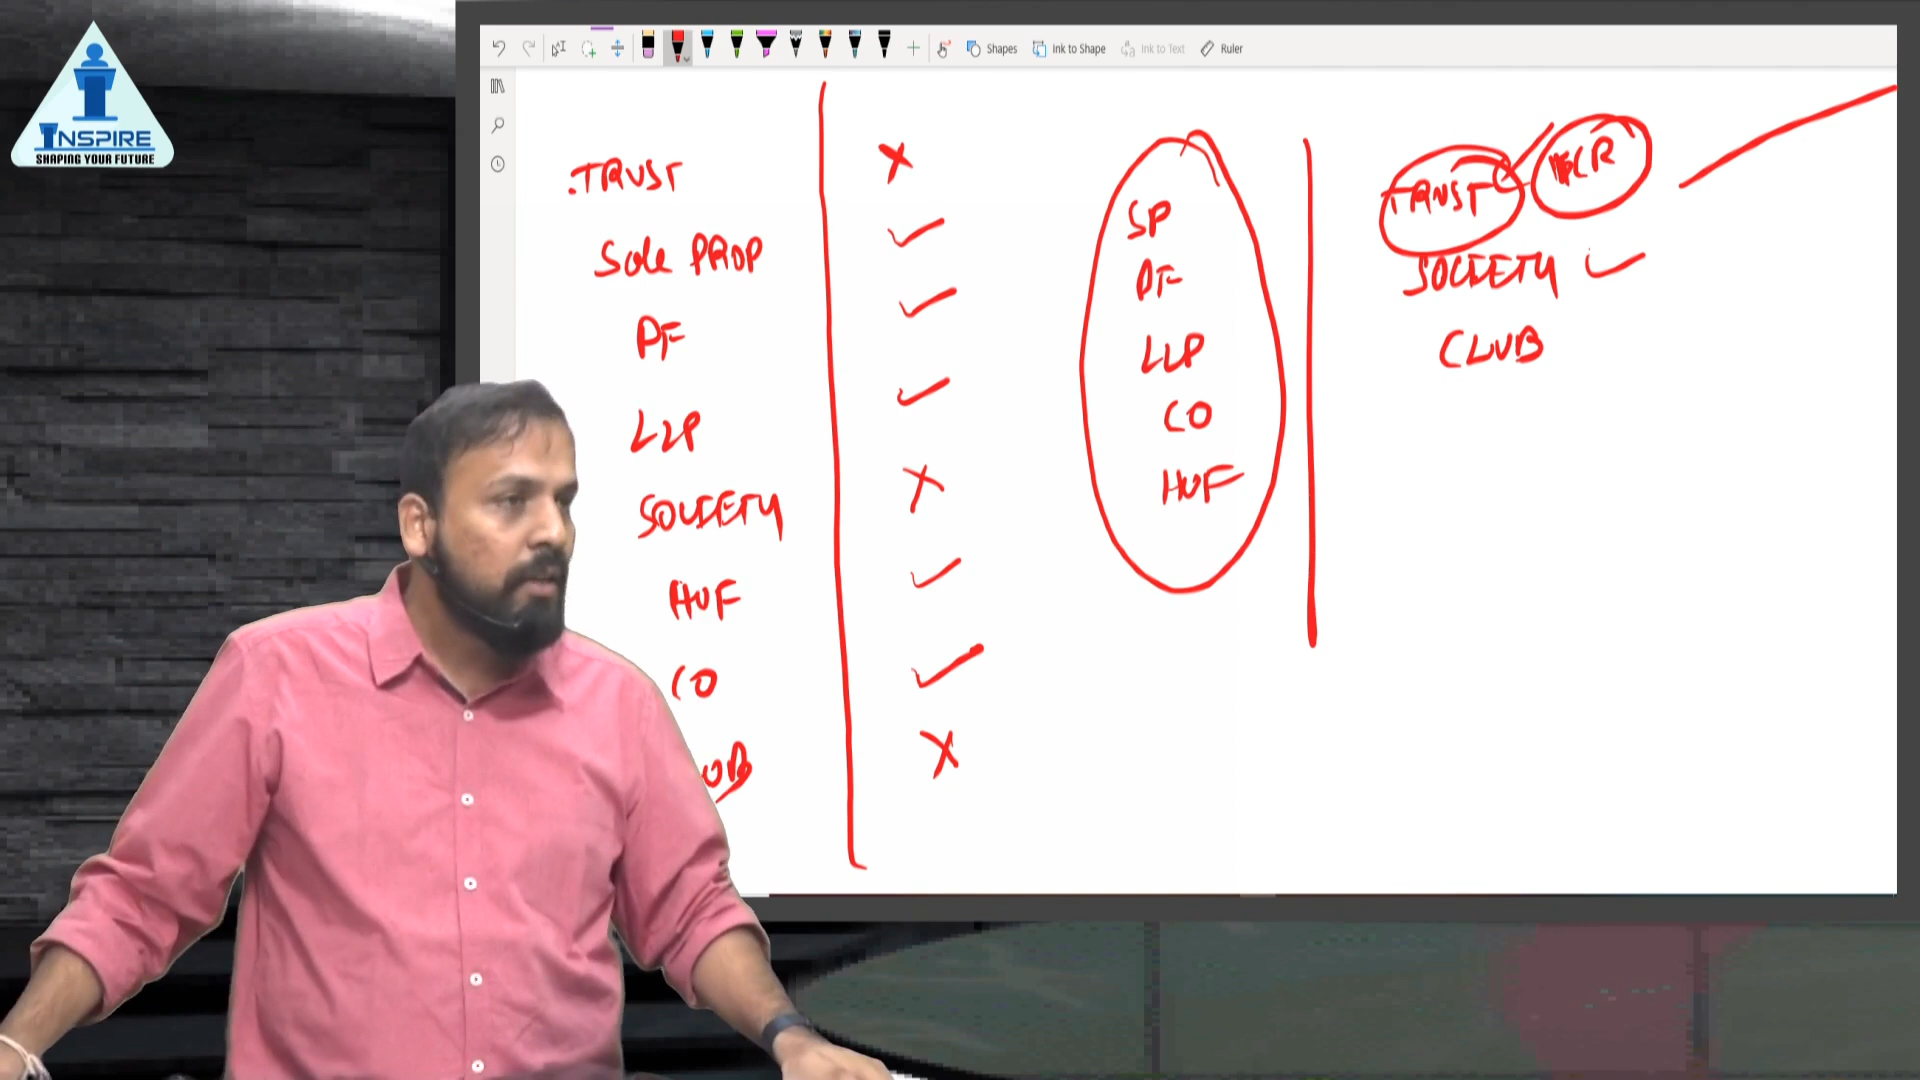 INSPIRE
SHAPING YOUR FUTURE
Shapes
Ink to Shape
Ink to Text
Ruler
TRUST
Sole PROP
PF
LLP
SOCIETY
HUF
CO
SP
PF
LLP
CO
HUF
TRUST
SOCIETY
CLUB